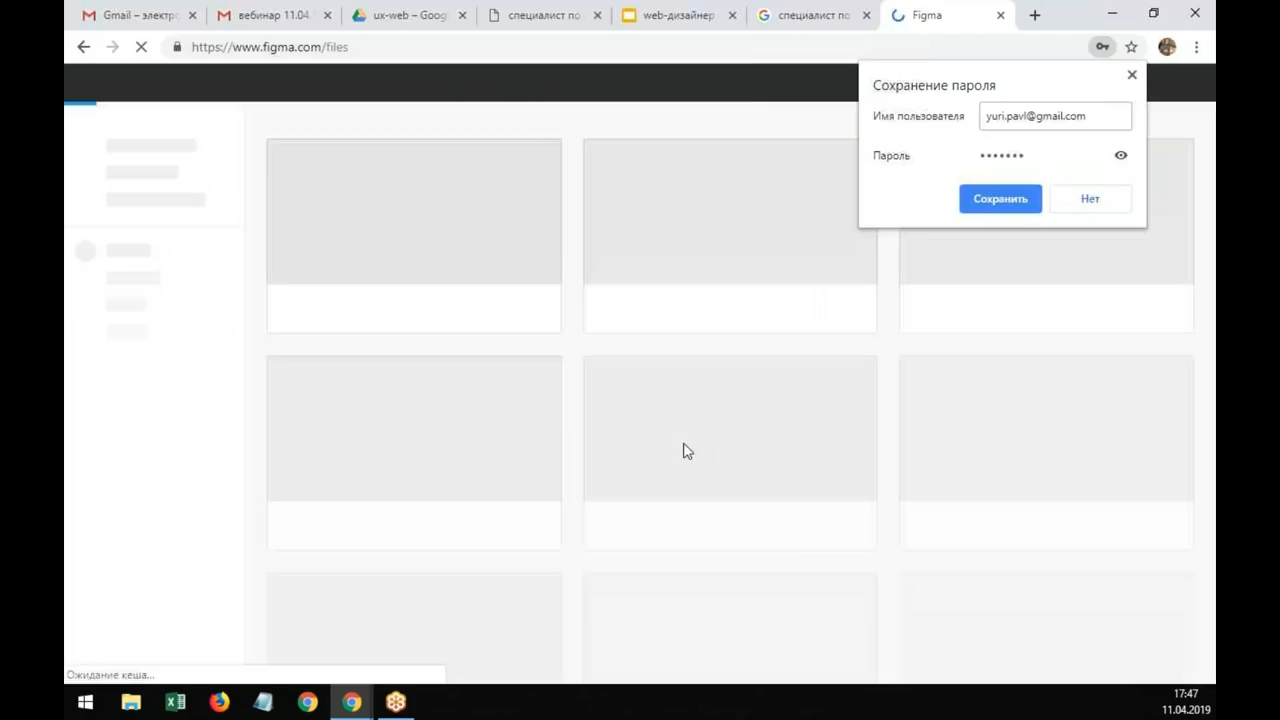 Gmail – электро
вебинар 11.04.
ux-web – Goog
специалист по
web-дизайнер
специалист по
Figma
https://www.figma.com/files
Сохранение пароля
Имя пользователя
yuri.pavl@gmail.com
Пароль
•••••••
Сохранить
Нет
Ожидание кеша...
17:47
11.04.2019